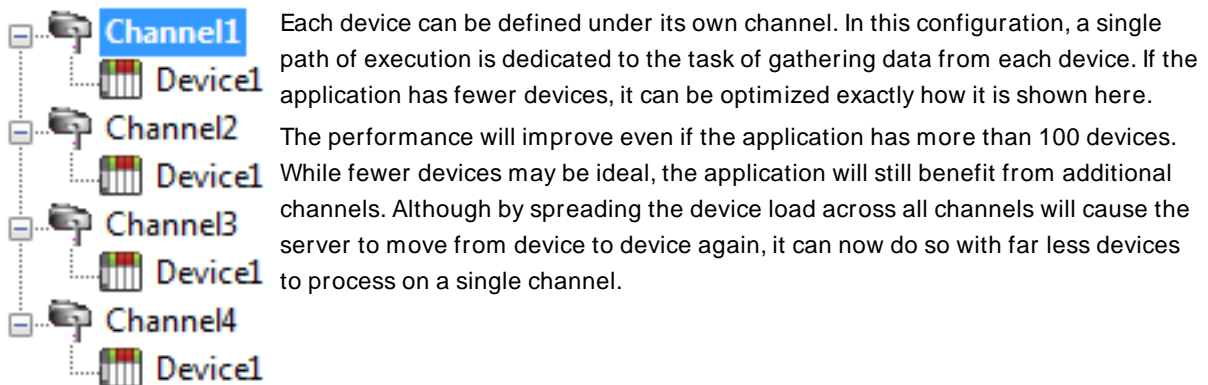 Channel1
Device1
Channel2
Device1
Channel3
Device1
Channel4
Device1
Each device can be defined under its own channel. In this configuration, a single
path of execution is dedicated to the task of gathering data from each device. If the
application has fewer devices, it can be optimized exactly how it is shown here.
The performance will improve even if the application has more than 100 devices.
While fewer devices may be ideal, the application will still benefit from additional
channels. Although by spreading the device load across all channels will cause the
server to move from device to device again, it can now do so with far less devices
to process on a single channel.